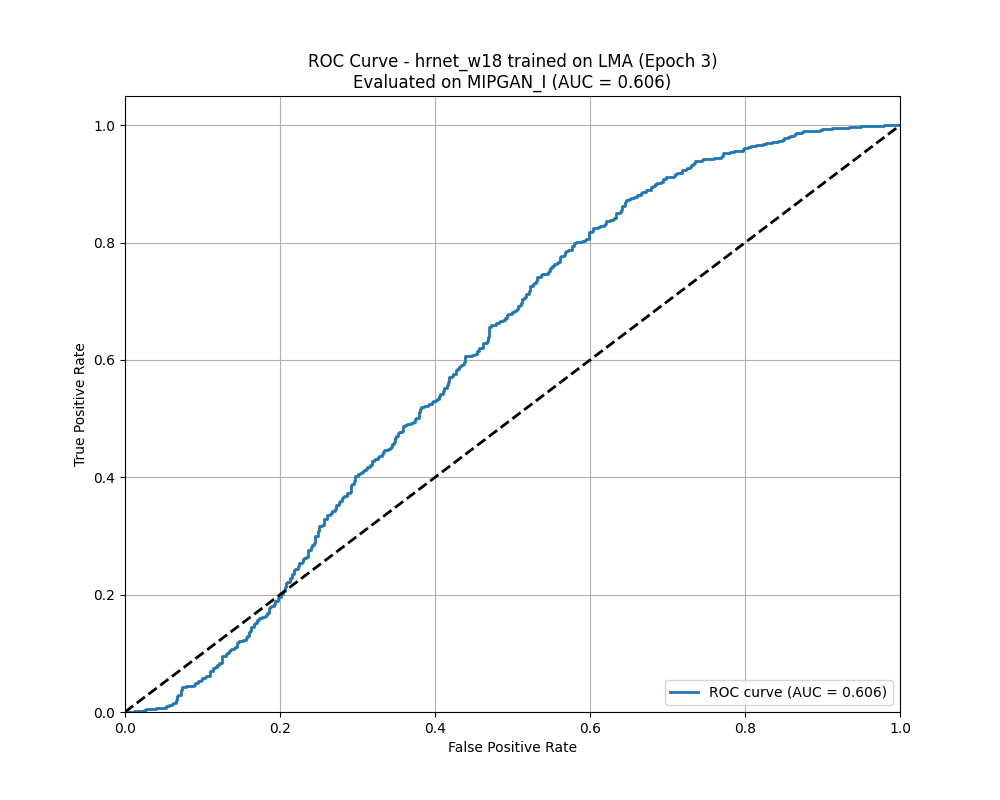 ROC Curve - hrnet_w18 trained on LMA (Epoch 3)
Evaluated on MIPGAN_I (AUC = 0.606)
True Positive Rate
1.0
0.8
0.6
0.4
0.2
0.0
0.0 0.2 0.4 0.6 0.8 1.0
False Positive Rate
ROC curve (AUC = 0.606)